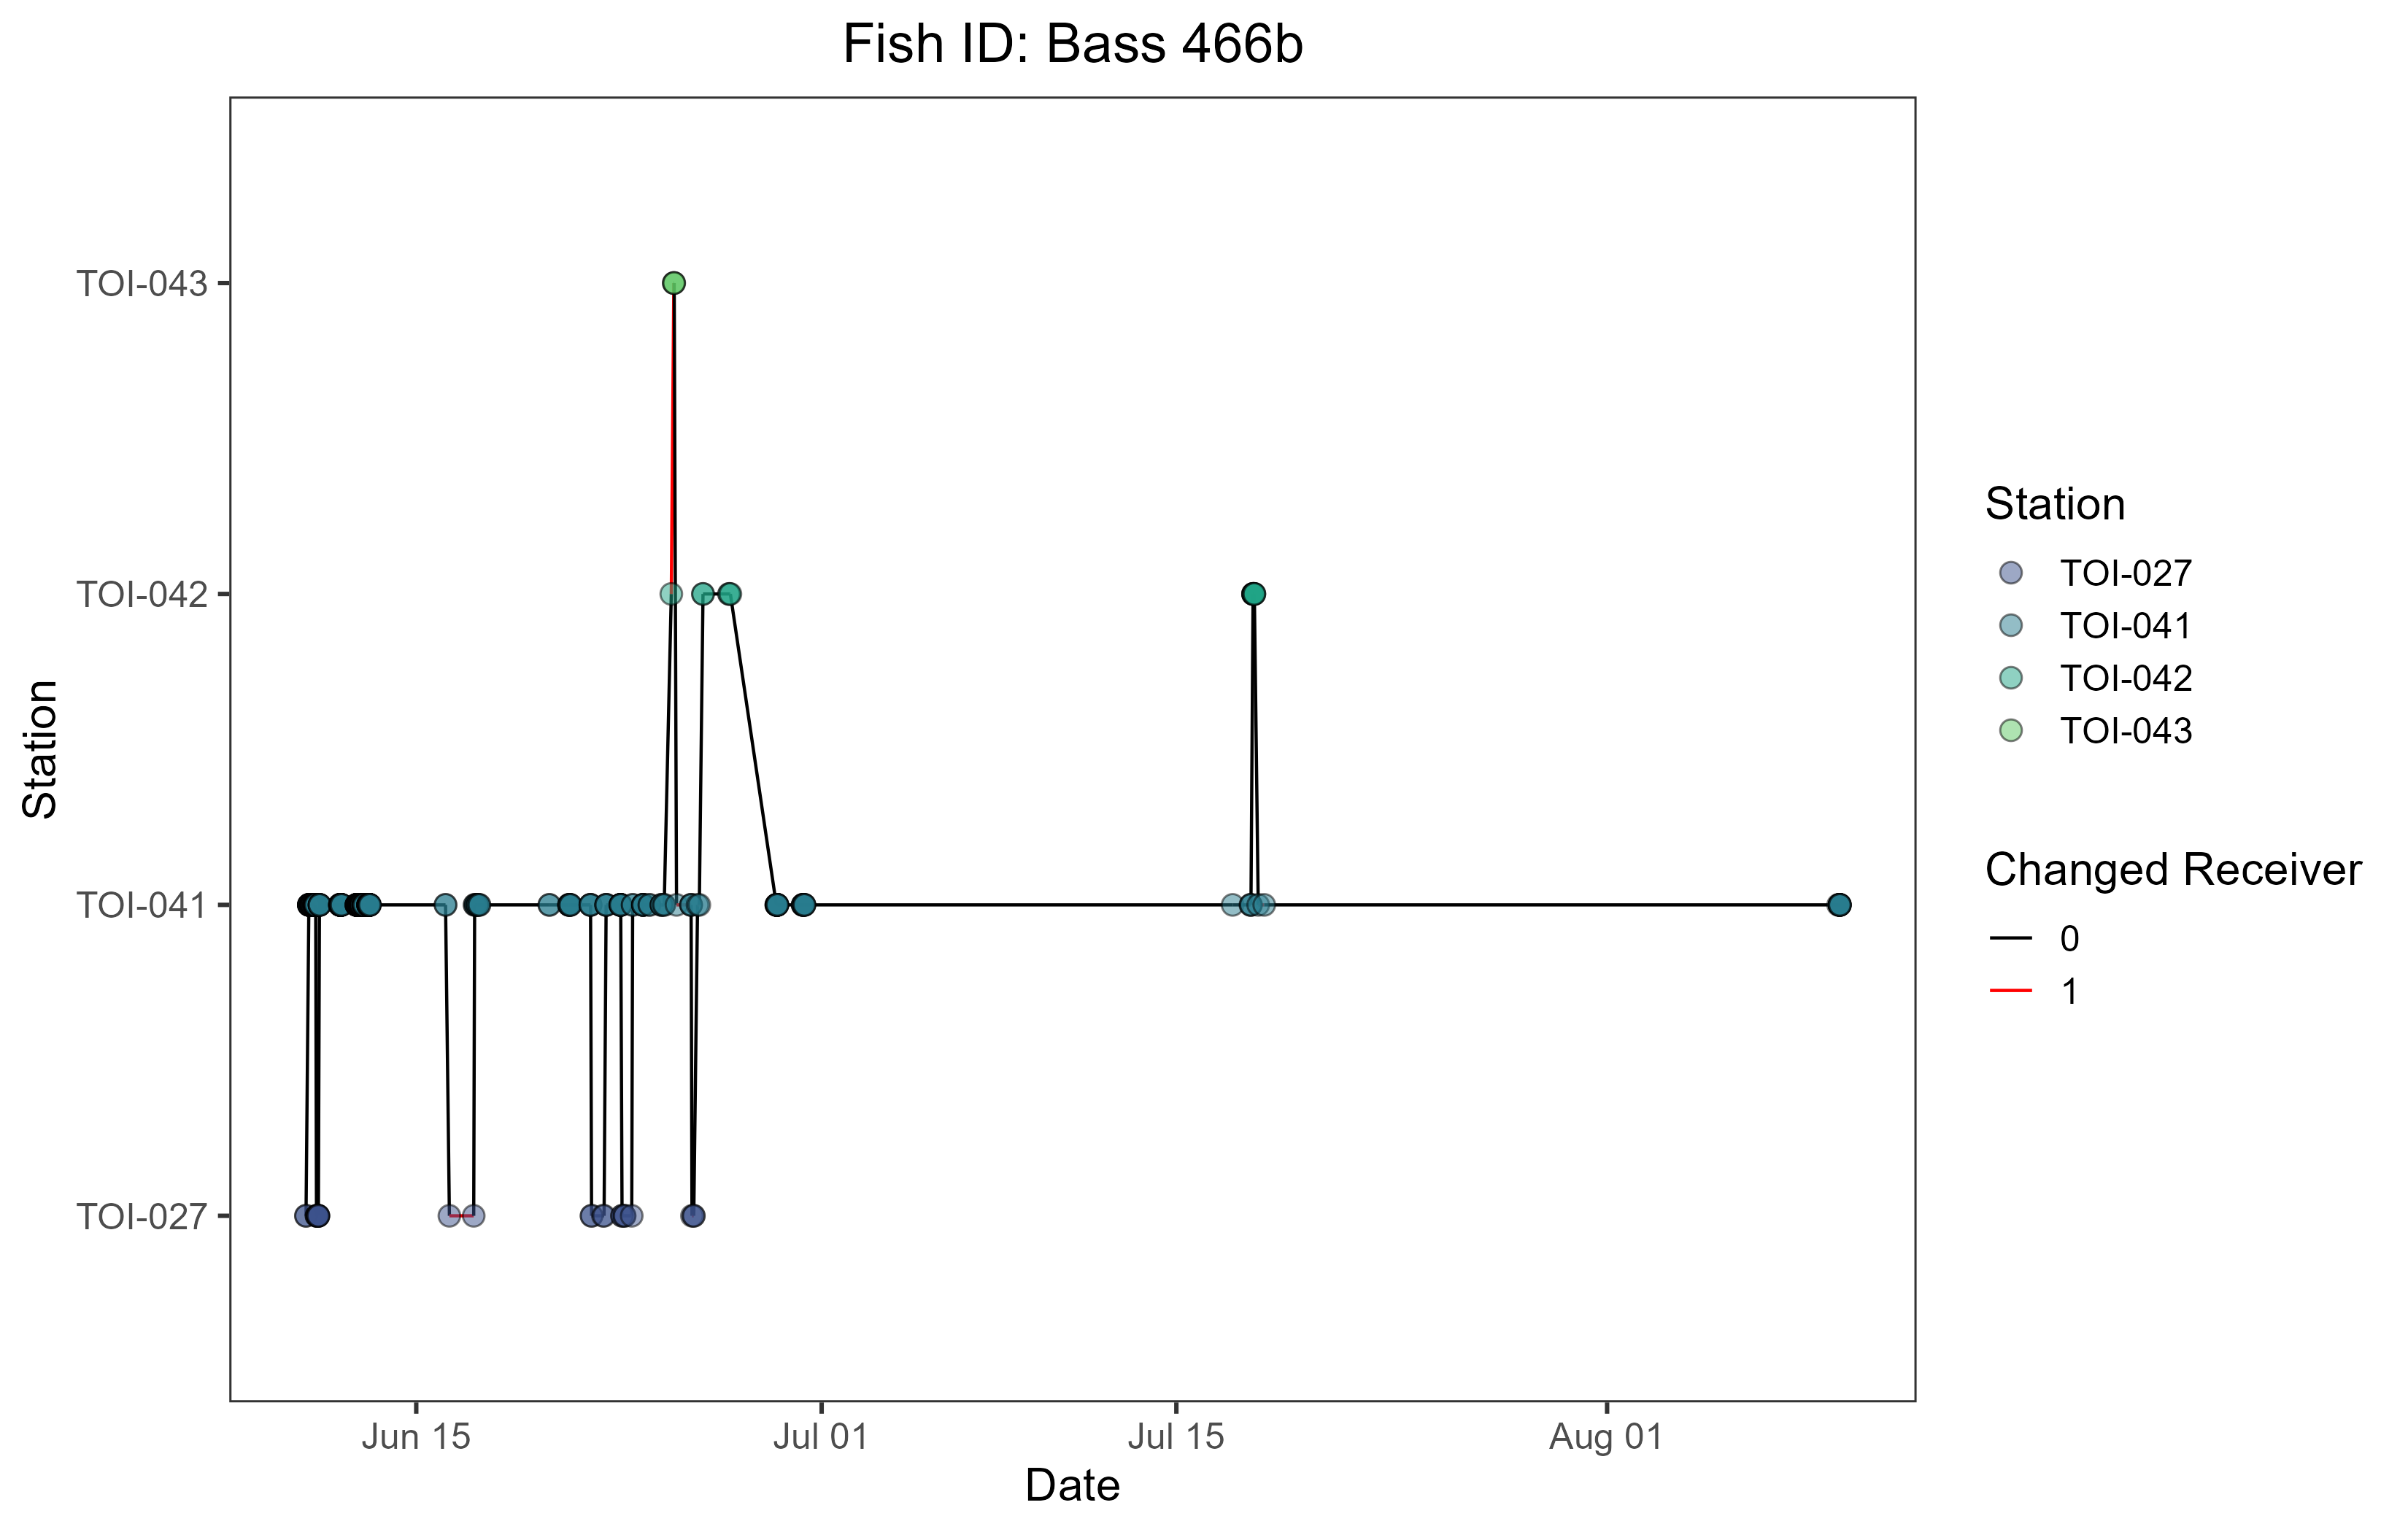 Fish ID: Bass 466b
Station
TOI-043
TOI-042
TOI-041
TOI-027
Jun 15
Jul 01
Jul 15
Aug 01
Date
Station
TOI-027
TOI-041
TOI-042
TOI-043
Changed Receiver
0
1